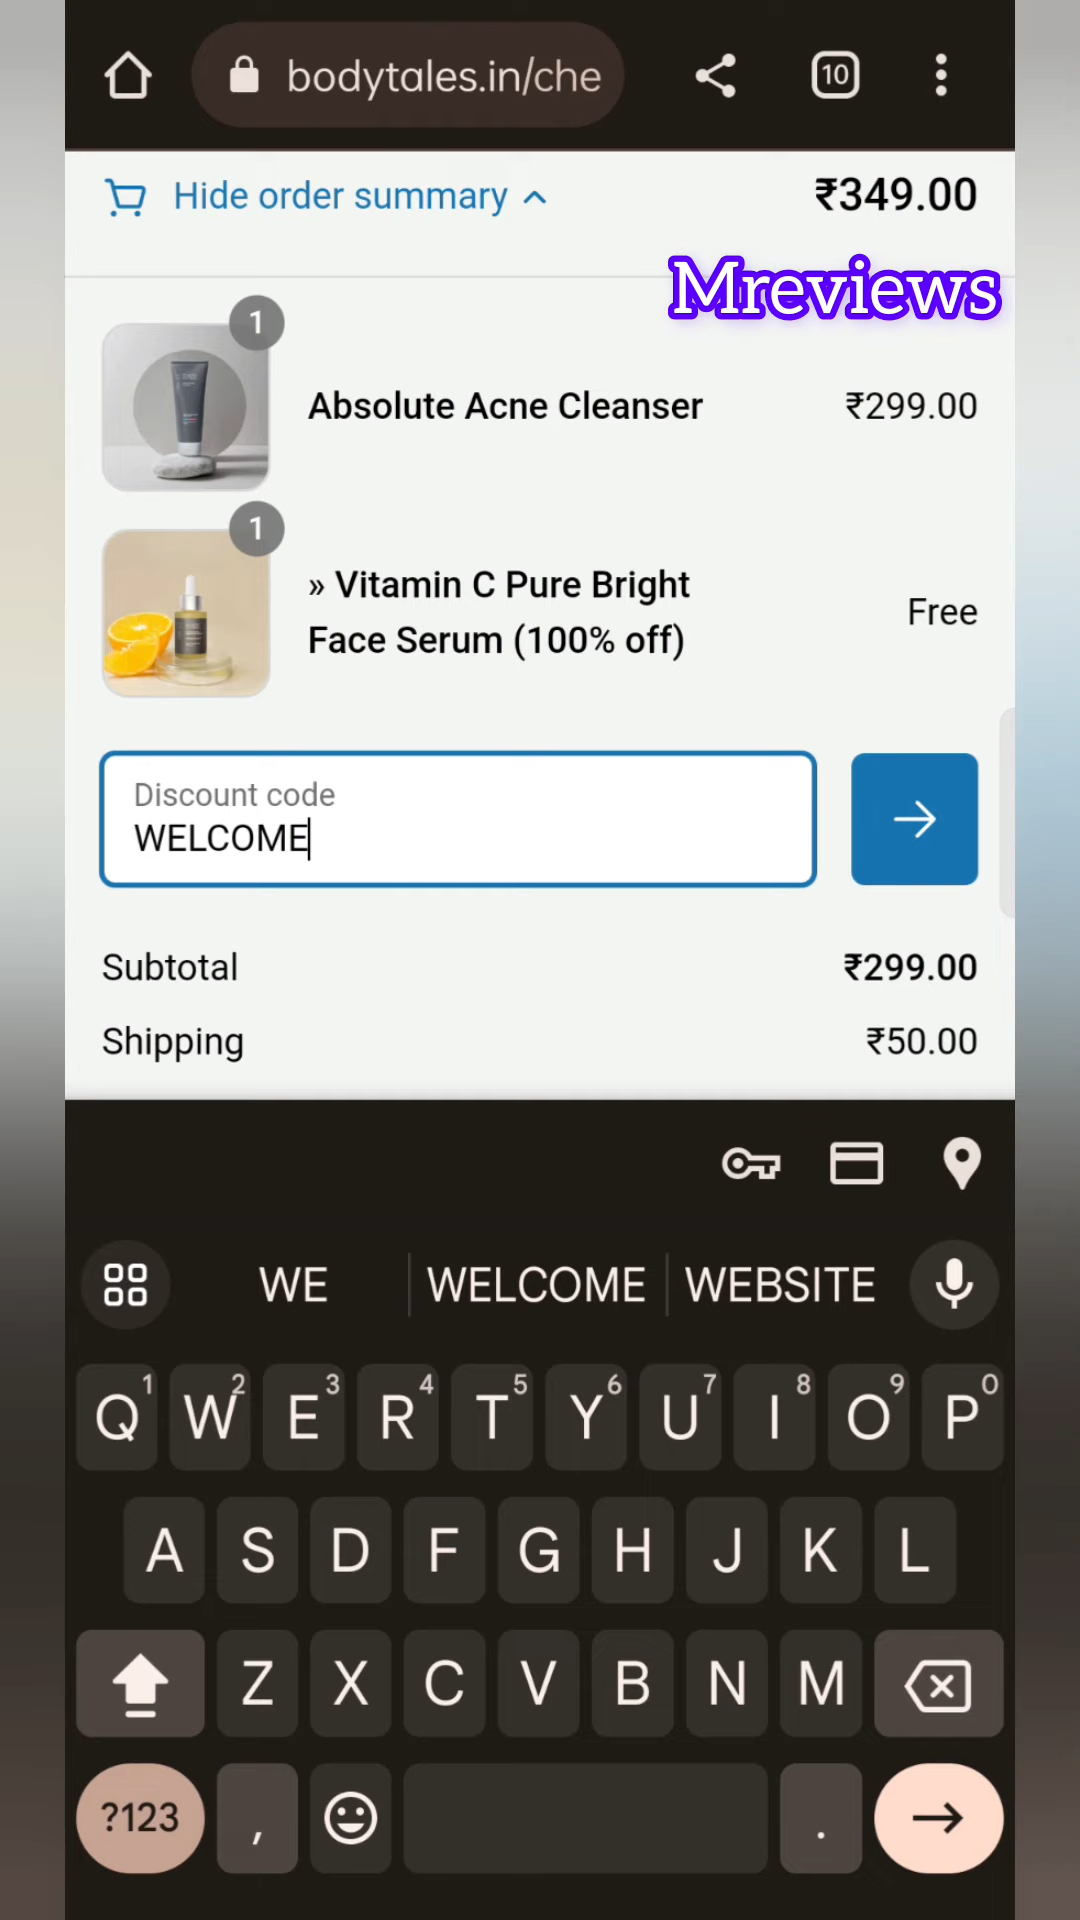 bodytales.in/che
10
Hide order summary
₹349.00
Mreviews
1
Absolute Acne Cleanser
₹299.00
1
» Vitamin C Pure Bright
Face Serum (100% off)
Free
Discount code
WELCOME
Subtotal
₹299.00
Shipping
₹50.00
WE
WELCOME
WEBSITE
Q1 W2 E3 R4 T5 Y6 U7 I8 O9 P0
A S D F G H J K L
Z X C V B N M
?123 , .